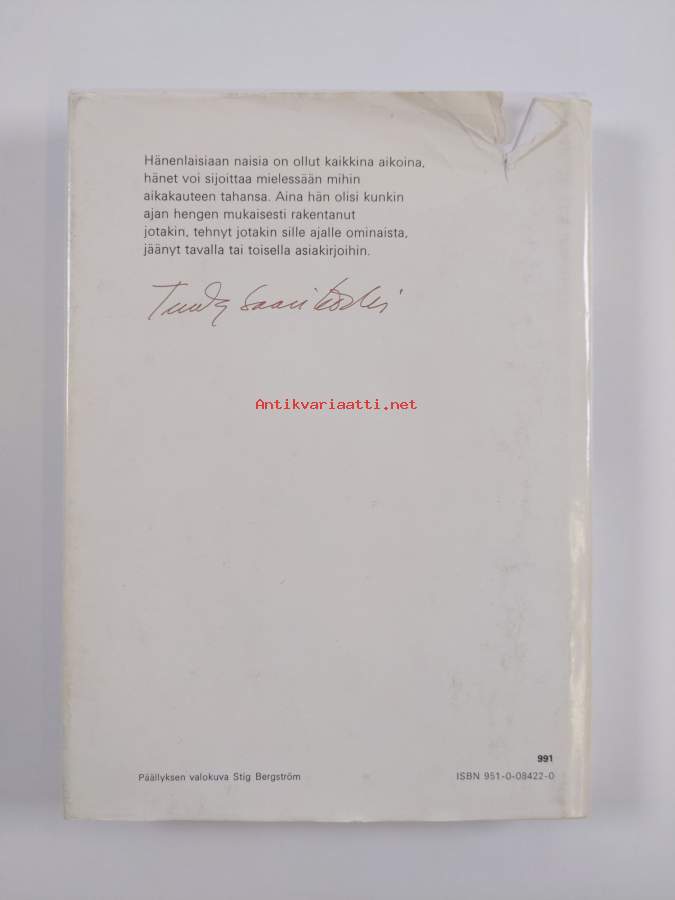 Hänenlaisiaan naisia on ollut kaikkina aikoina,
hänet voi sijoittaa mielessään mihin
aikakauteen tahansa. Aina hän olisi kunkin
ajan hengen mukaisesti rakentanut
jotakin, tehnyt jotakin sille ajalle ominaista,
jäänyt tavalla tai toisella asiakirjoihin.
Tuula Saarikoski
Antikvariaatti.net
991
Päällyksen valokuva Stig Bergström
ISBN 951-0-08422-0